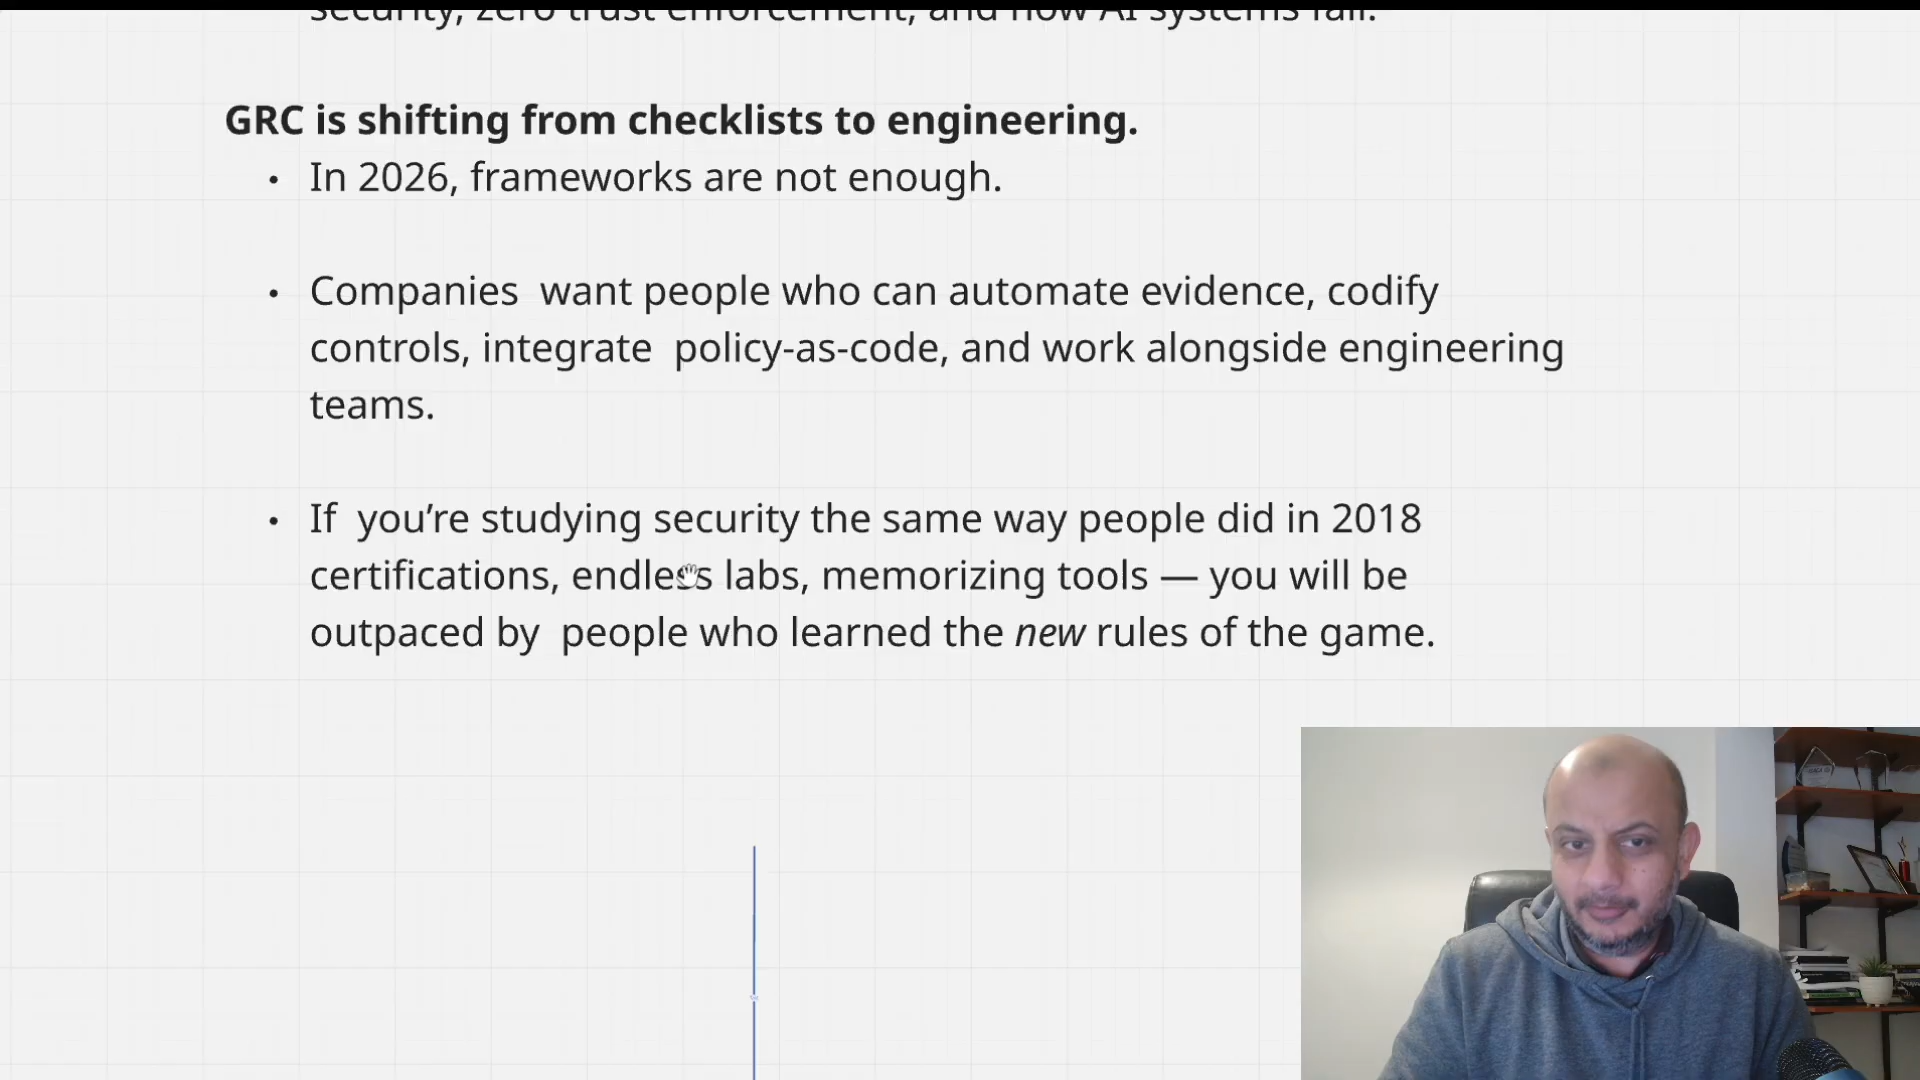 security, zero trust enforcement, and how AI systems fail.
GRC is shifting from checklists to engineering.
• In 2026, frameworks are not enough.
• Companies want people who can automate evidence, codify
controls, integrate policy-as-code, and work alongside engineering
teams.
• If you’re studying security the same way people did in 2018
certifications, endless labs, memorizing tools — you will be
outpaced by people who learned the new rules of the game.